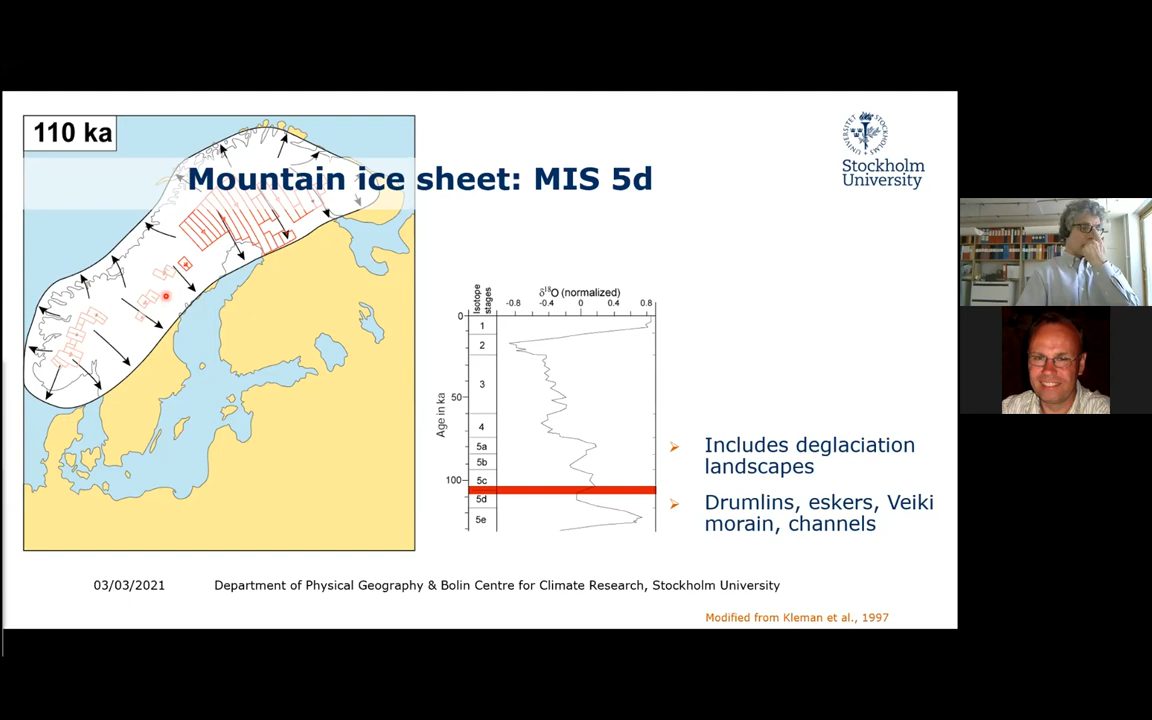 110 ka
Mountain ice sheet: MIS 5d
Stockholm
University
STOCKHOLMS
UNIVERSITET
δ18O (normalized)
Isotope
stages
-0.8 -0.4 0 0.4 0.8
0
50
100
Age in ka
1
2
3
4
5a
5b
5c
5d
5e
Includes deglaciation
landscapes
Drumlins, eskers, Veiki
morain, channels
03/03/2021 Department of Physical Geography & Bolin Centre for Climate Research, Stockholm University
Modified from Kleman et al., 1997